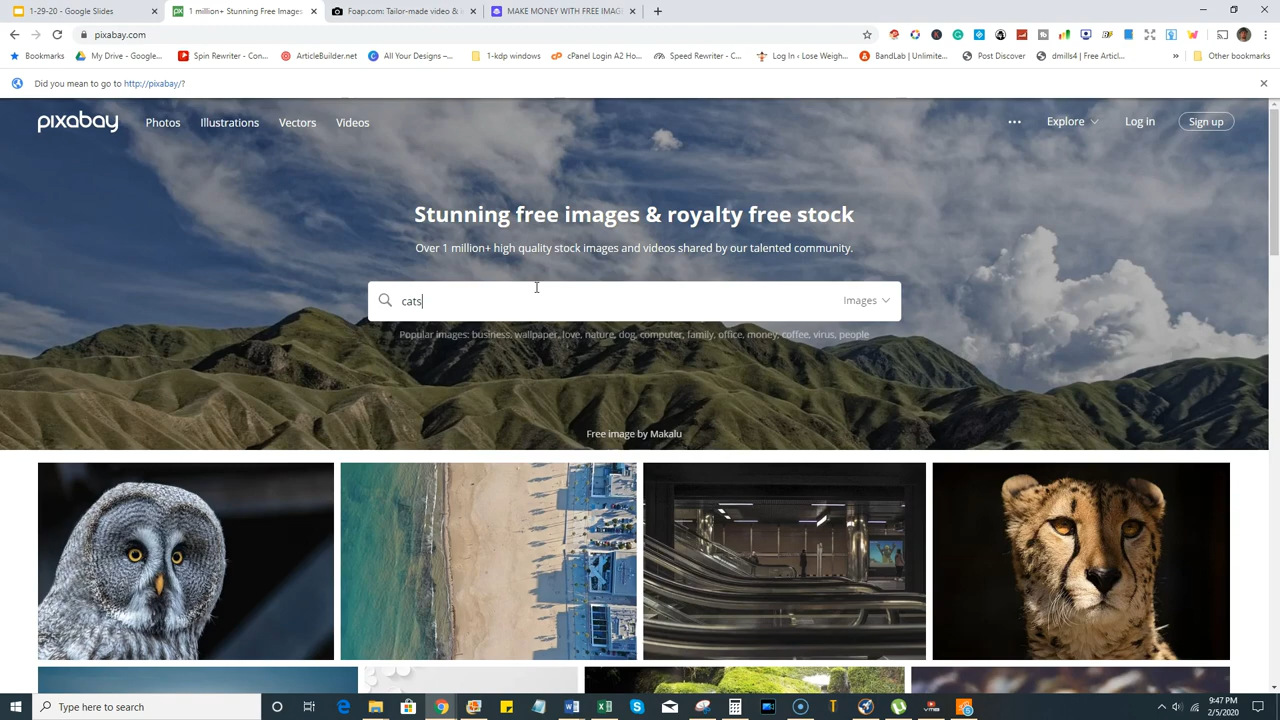 1-29-20 - Google Slides
1 million+ Stunning Free Images
Foap.com: Tailor-made video &
MAKE MONEY WITH FREE IMAG
pixabay.com
Bookmarks
My Drive - Google...
Spin Rewriter - Con...
ArticleBuilder.net
All Your Designs –...
1-kdp windows
cPanel Login A2 Ho...
Speed Rewriter - C...
Log In ‹ Lose Weigh...
BandLab | Unlimite...
Post Discover
dmills4 | Free Articl...
Other bookmarks
Did you mean to go to http://pixabay/?
pixabay
Photos
Illustrations
Vectors
Videos
Explore
Log in
Sign up
Stunning free images & royalty free stock
Over 1 million+ high quality stock images and videos shared by our talented community.
cats
Images
Popular images: business, wallpaper, love, nature, dog, computer, family, office, money, coffee, virus, people
Free image by Makalu
Type here to search
9:47 PM
2/5/2020